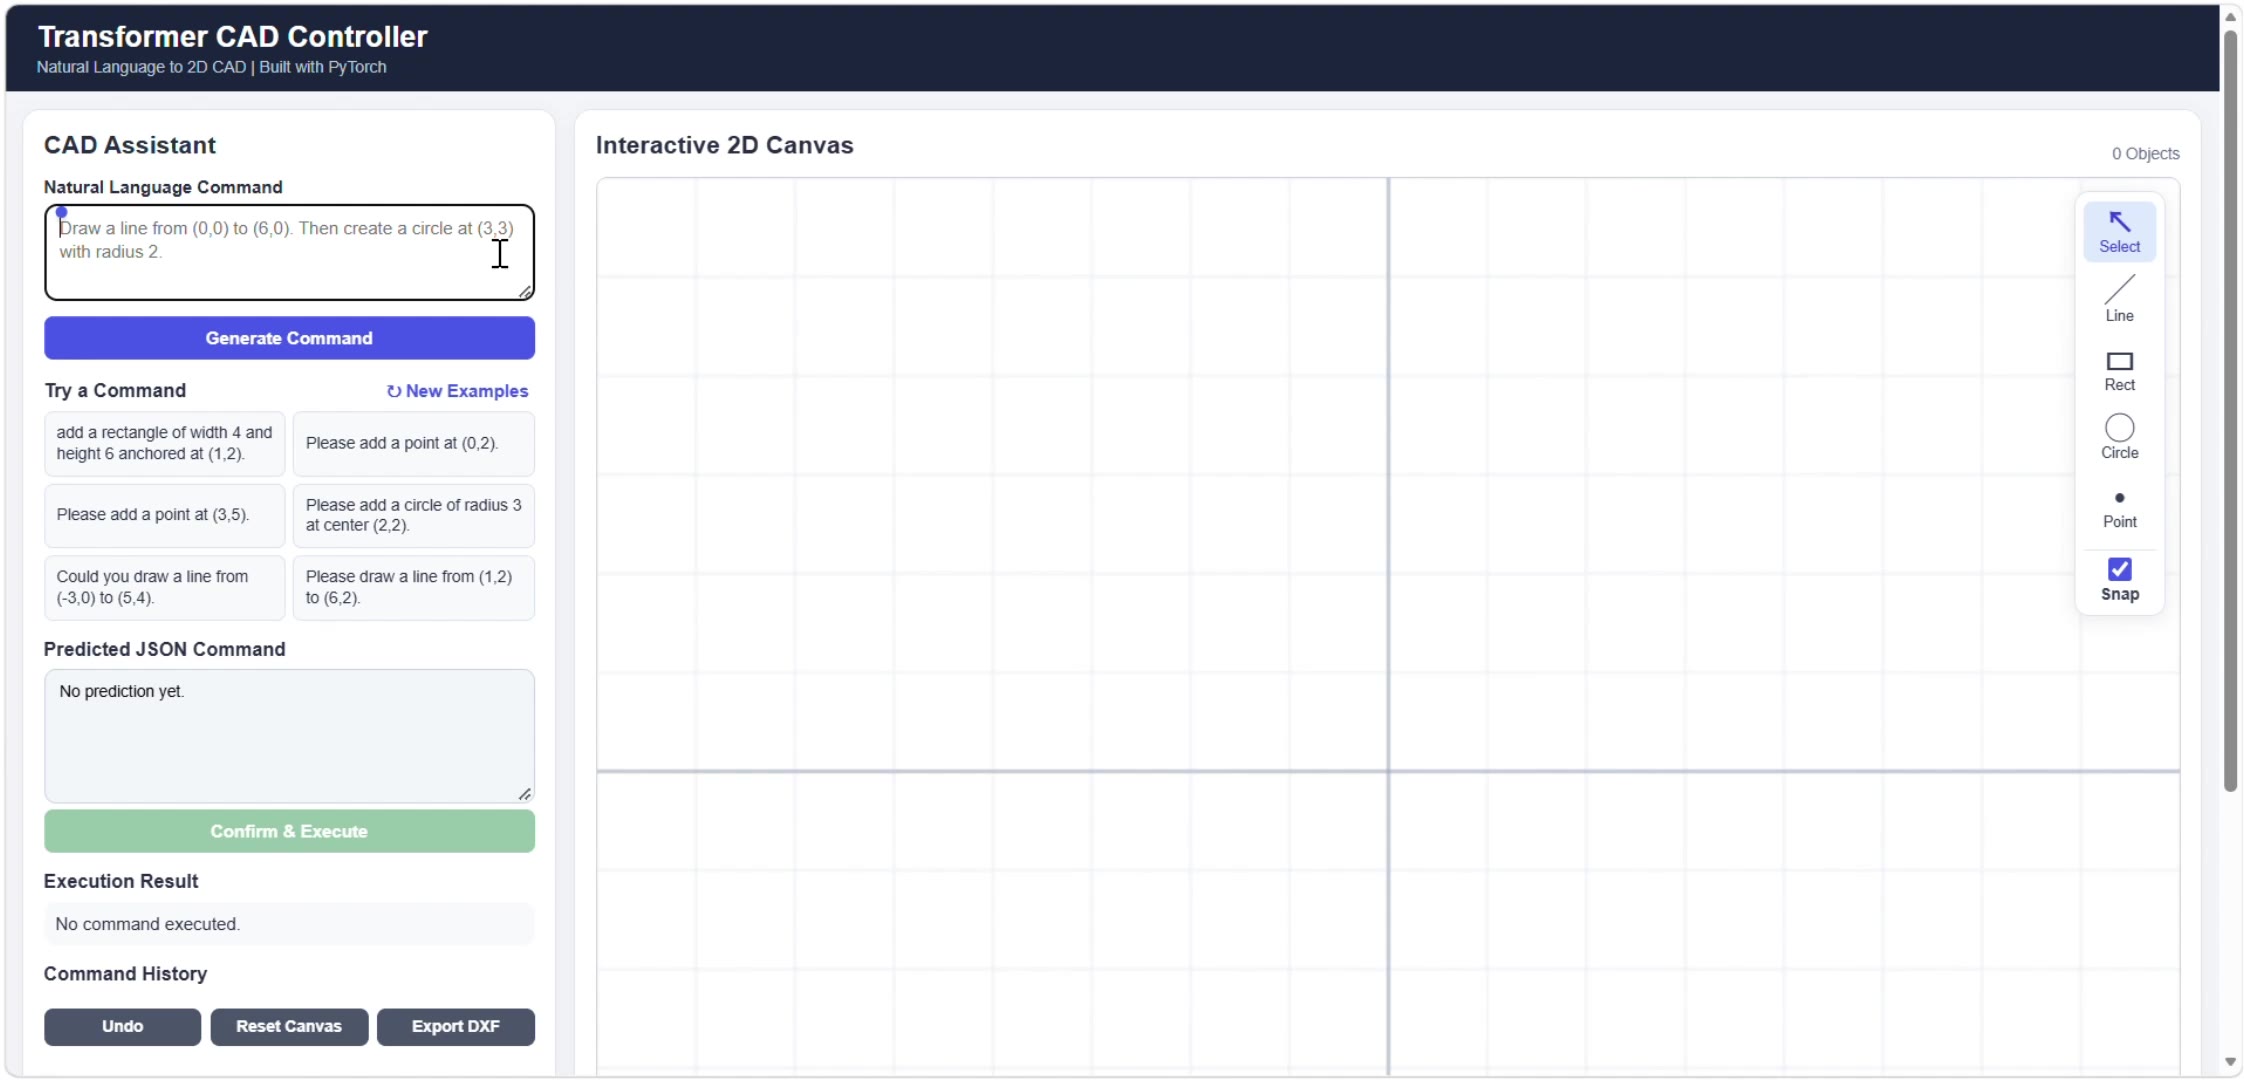 Transformer CAD Controller
Natural Language to 2D CAD | Built with PyTorch
CAD Assistant
Natural Language Command
Draw a line from (0,0) to (6,0). Then create a circle at (3,3)
with radius 2.
Generate Command
Try a Command
↻ New Examples
add a rectangle of width 4 and
height 6 anchored at (1,2).
Please add a point at (0,2).
Please add a point at (3,5).
Please add a circle of radius 3
at center (2,2).
Could you draw a line from
(-3,0) to (5,4).
Please draw a line from (1,2)
to (6,2).
Predicted JSON Command
No prediction yet.
Confirm & Execute
Execution Result
No command executed.
Command History
Undo
Reset Canvas
Export DXF
Interactive 2D Canvas
0 Objects
Select
Line
Rect
Circle
Point
Snap